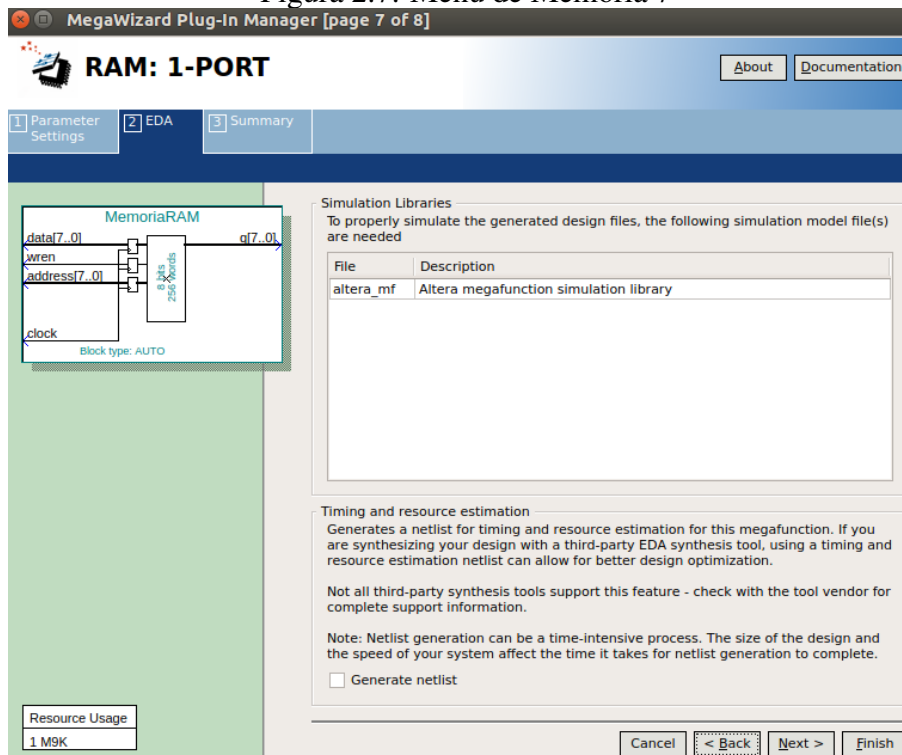 Figura 2.7: Menú de Memoria 7
MegaWizard Plug-In Manager [page 7 of 8]
RAM: 1-PORT
About
Documentation
1 Parameter Settings
2 EDA
3 Summary
MemoriaRAM
data[7..0]
q[7..0]
wren
address[7..0]
8 bits
256 words
clock
Block type: AUTO
Simulation Libraries
To properly simulate the generated design files, the following simulation model file(s)
are needed
File Description
altera_mf Altera megafunction simulation library
Timing and resource estimation
Generates a netlist for timing and resource estimation for this megafunction. If you
are synthesizing your design with a third-party EDA synthesis tool, using a timing and
resource estimation netlist can allow for better design optimization.
Not all third-party synthesis tools support this feature - check with the tool vendor for
complete support information.
Note: Netlist generation can be a time-intensive process. The size of the design and
the speed of your system affect the time it takes for netlist generation to complete.
Generate netlist
Resource Usage
1 M9K
Cancel
< Back
Next >
Finish